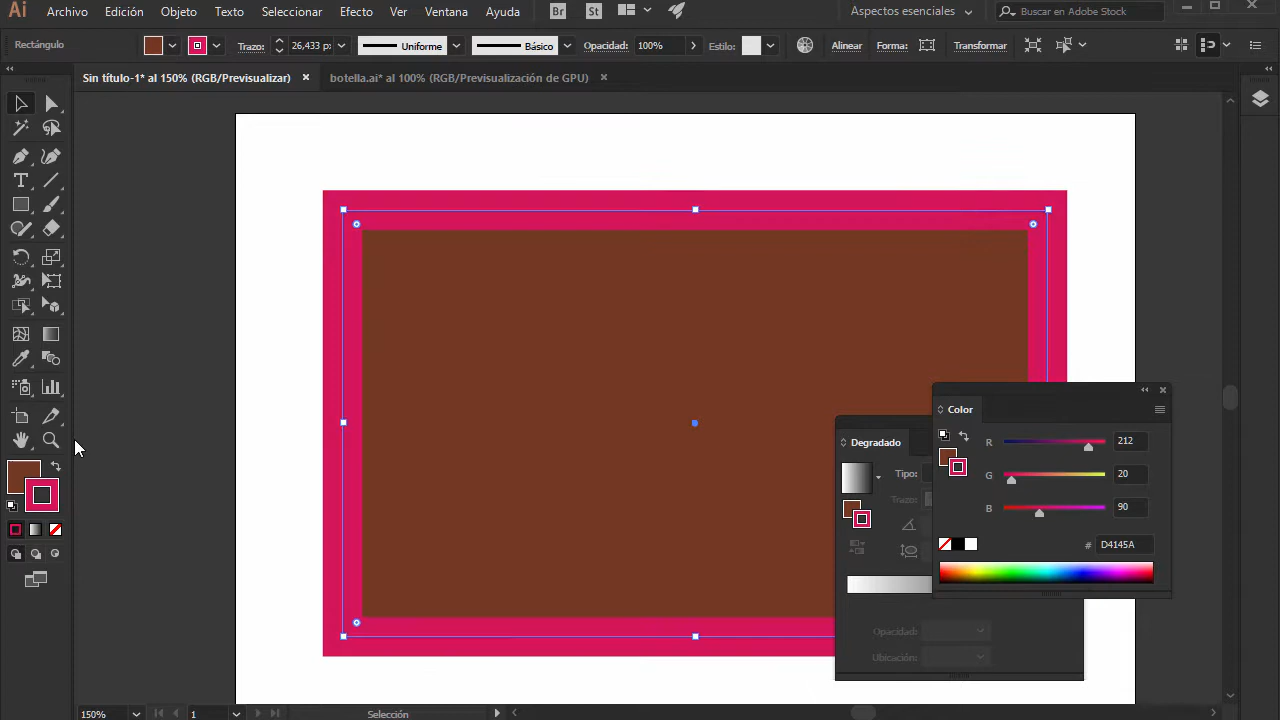 Ai Archivo Edición Objeto Texto Seleccionar Efecto Ver Ventana Ayuda Br St Aspectos esenciales Buscar en Adobe Stock
Rectángulo Trazo: 26,433 p Uniforme Básico Opacidad: 100% Estilo: Alinear Forma: Transformar
Sin título-1* al 150% (RGB/Previsualizar) × botella.ai* al 100% (RGB/Previsualización de GPU) ×
Color
R 212
G 20
B 90
# D4145A
Degradado
Tipo:
Trazo:
Opacidad:
Ubicación:
150% 1 Selección